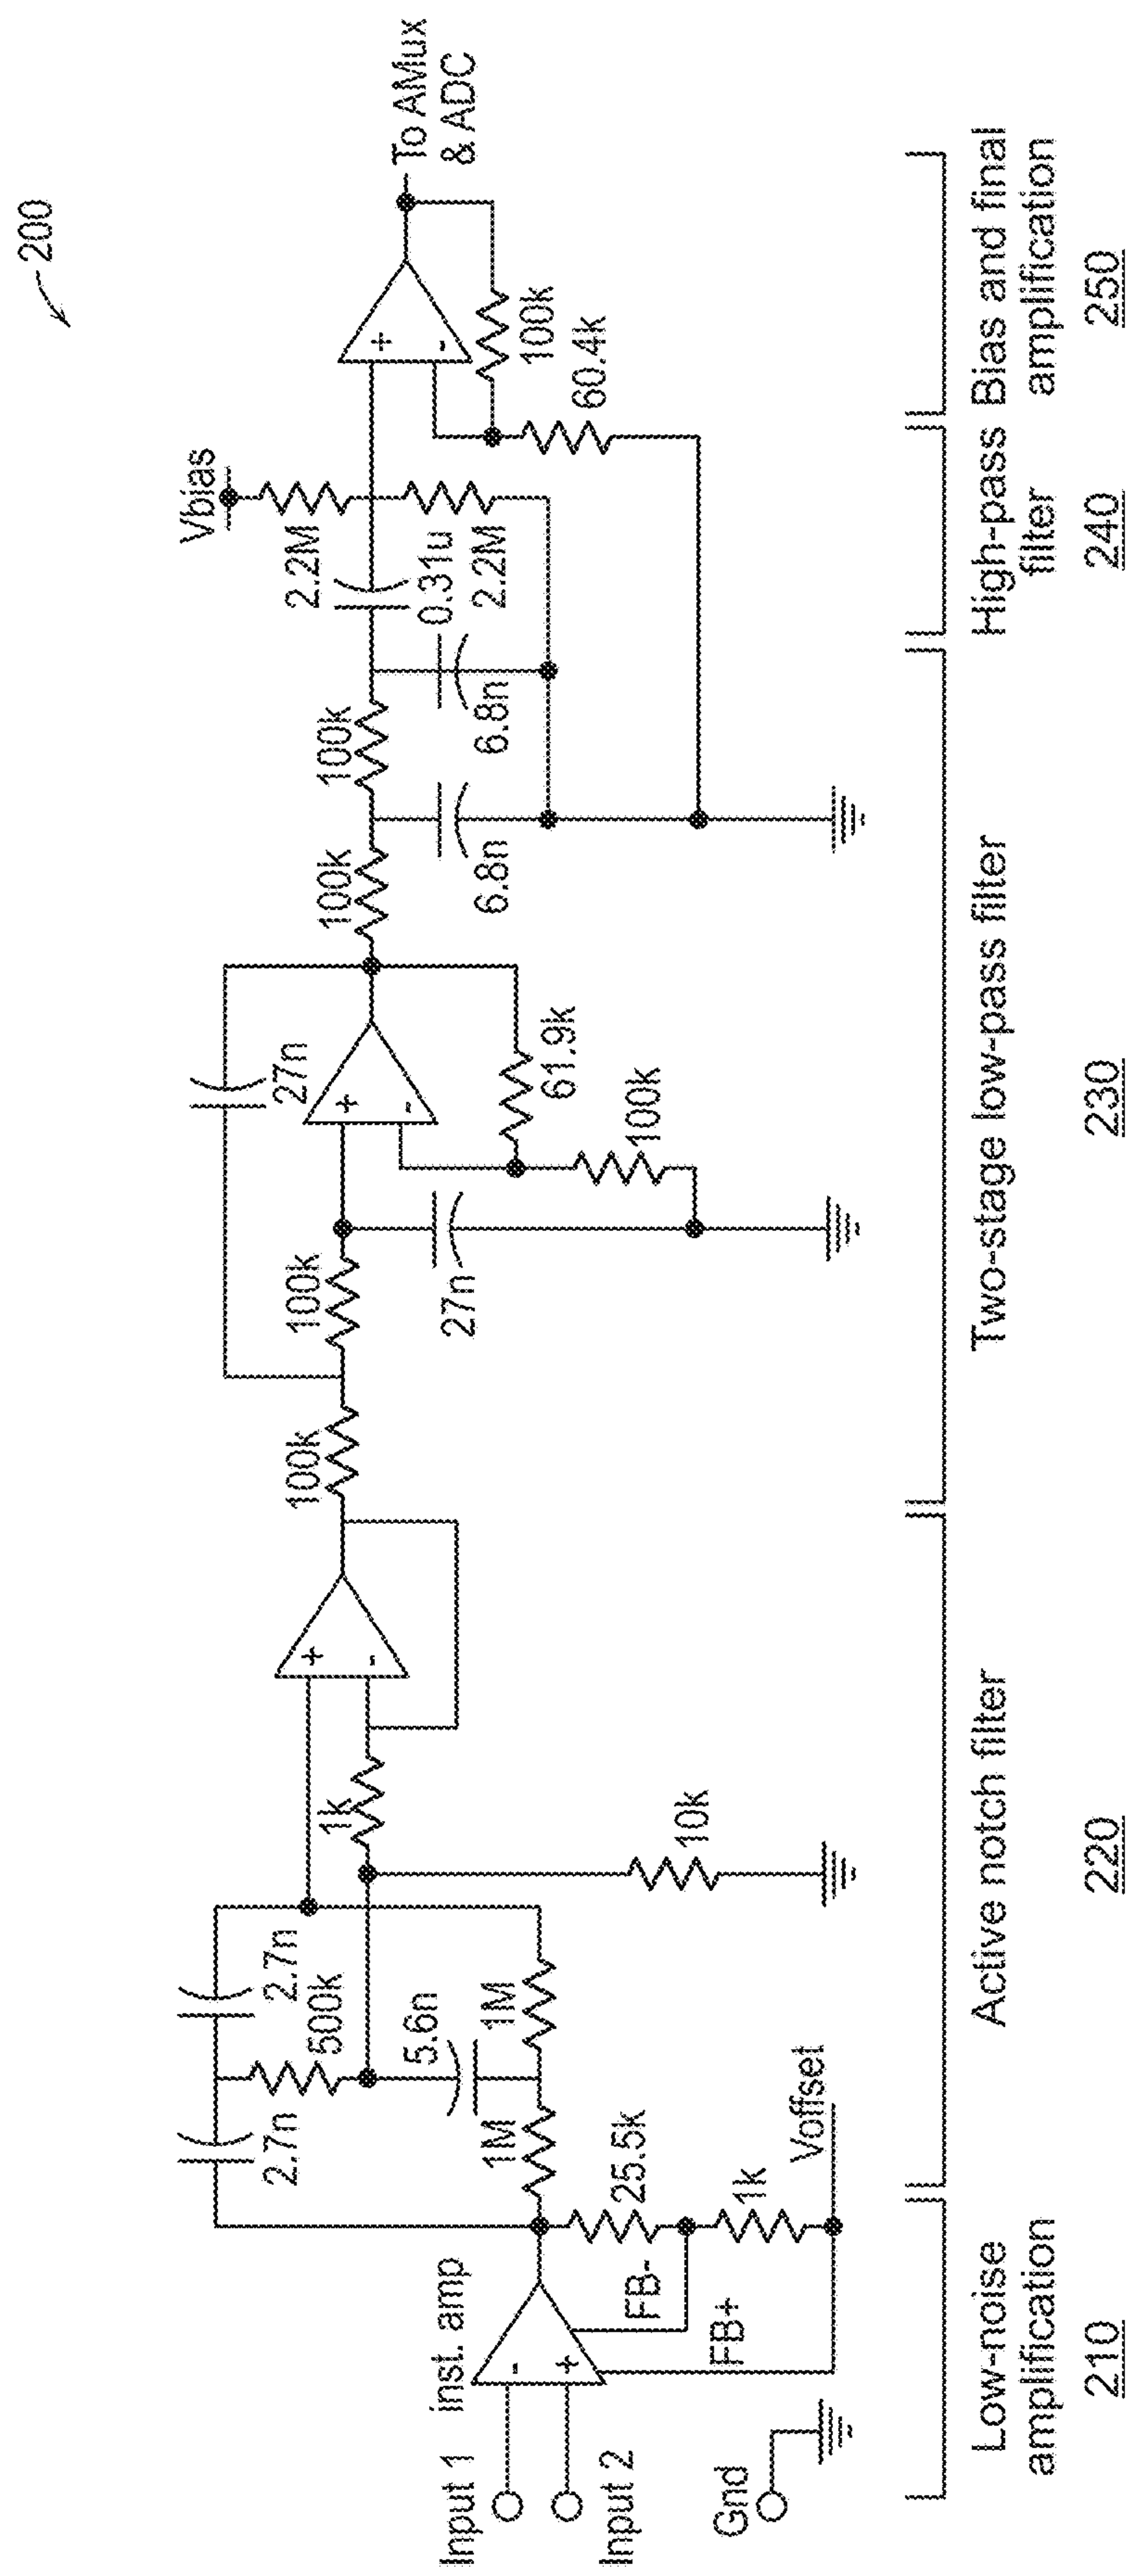 200
Input 1
Input 2
Gnd
inst. amp
-
+
FB-
FB+
25.5k
1k
Voffset
2.7n
2.7n
500k
5.6n
1M
1M
1k
10k
+
-
100k
100k
27n
27n
+
-
61.9k
100k
100k
100k
6.8n
6.8n
0.31u
Vbias
2.2M
2.2M
+
-
100k
60.4k
To AMux
& ADC
Low-noise
amplification
210
Active notch filter
220
Two-stage low-pass filter
230
High-pass
filter
240
Bias and final
amplification
250